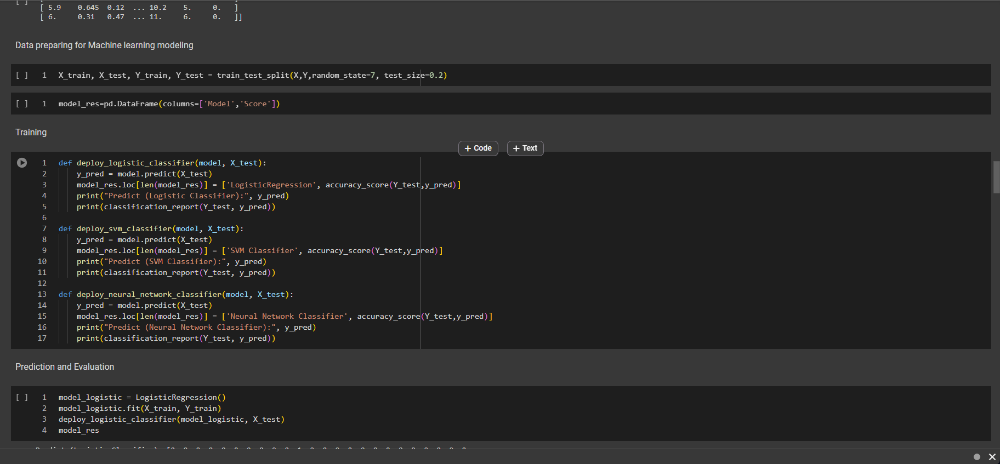 [ ]
[ 5.9 0.645 0.12 ... 10.2 5. 0. ]
[ 6. 0.31 0.47 ... 11. 6. 0. ]]
Data preparing for Machine learning modeling
[ ] 1 X_train, X_test, Y_train, Y_test = train_test_split(X,Y,random_state=7, test_size=0.2)
[ ] 1 model_res=pd.DataFrame(columns=['Model','Score'])
Training
+ Code + Text
1 def deploy_logistic_classifier(model, X_test):
2 y_pred = model.predict(X_test)
3 model_res.loc[len(model_res)] = ['LogisticRegression', accuracy_score(Y_test,y_pred)]
4 print("Predict (Logistic Classifier):", y_pred)
5 print(classification_report(Y_test, y_pred))
6
7 def deploy_svm_classifier(model, X_test):
8 y_pred = model.predict(X_test)
9 model_res.loc[len(model_res)] = ['SVM Classifier', accuracy_score(Y_test,y_pred)]
10 print("Predict (SVM Classifier):", y_pred)
11 print(classification_report(Y_test, y_pred))
12
13 def deploy_neural_network_classifier(model, X_test):
14 y_pred = model.predict(X_test)
15 model_res.loc[len(model_res)] = ['Neural Network Classifier', accuracy_score(Y_test,y_pred)]
16 print("Predict (Neural Network Classifier):", y_pred)
17 print(classification_report(Y_test, y_pred))
Prediction and Evaluation
[ ] 1 model_logistic = LogisticRegression()
2 model_logistic.fit(X_train, Y_train)
3 deploy_logistic_classifier(model_logistic, X_test)
4 model_res